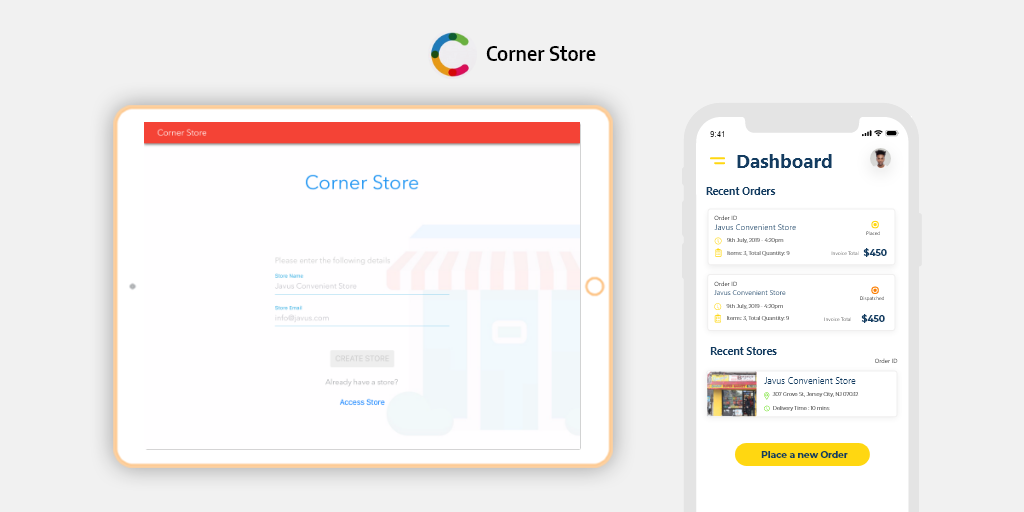 Corner Store
Corner Store
Corner Store
Please enter the following details
Store Name
Javus Convenient Store
Store Email
info@javus.com
CREATE STORE
Already have a store?
Access Store
9:41
Dashboard
Recent Orders
Order ID
Javus Convenient Store
Placed
9th July, 2019 - 4:20pm
Items: 3, Total Quantity: 9
Invoice Total
$450
Order ID
Javus Convenient Store
Dispatched
9th July, 2019 - 4:20pm
Items: 3, Total Quantity: 9
Invoice Total
$450
Recent Stores
Order ID
Javus Convenient Store
307 Grove St, Jersey City, NJ 07032
Delivery Time : 10 mins
Place a new Order